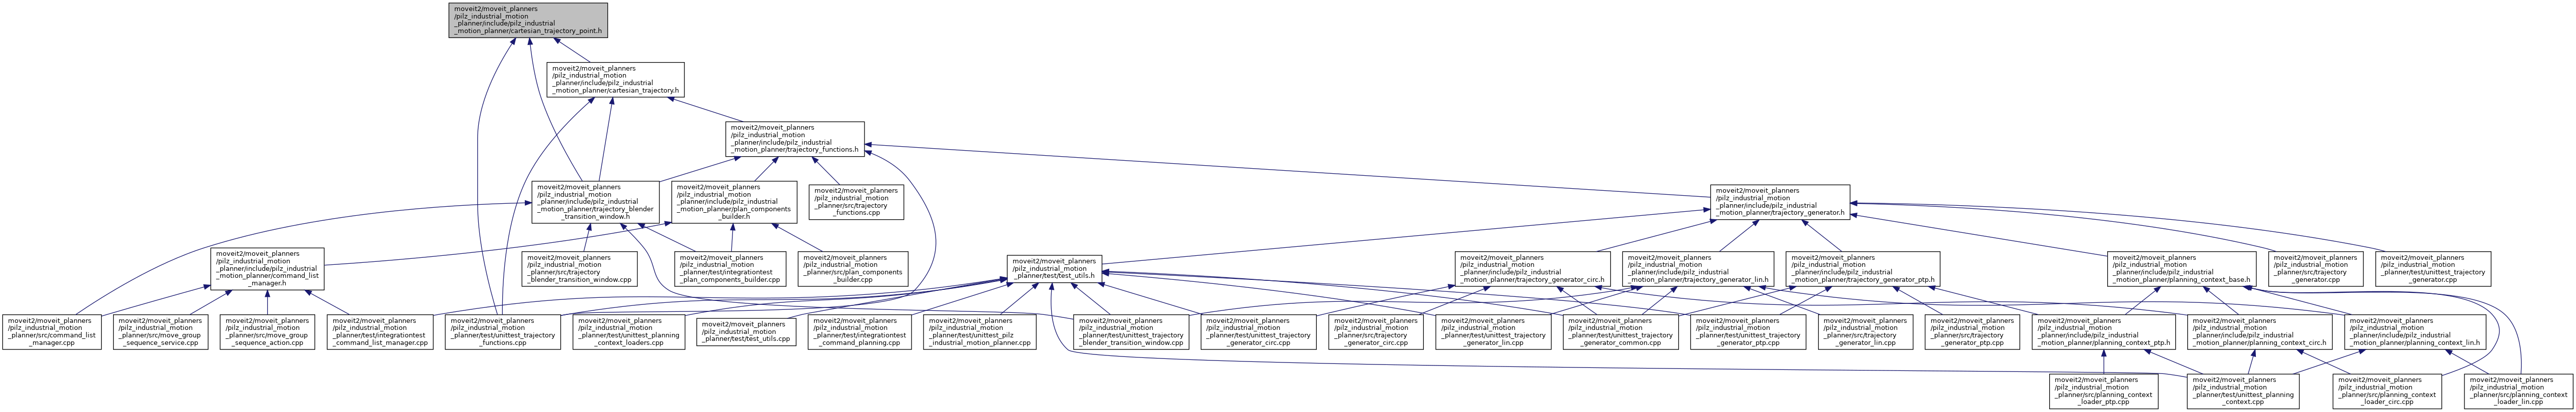 moveit2/moveit_planners
/pilz_industrial_motion
_planner/include/pilz_industrial
_motion_planner/cartesian_trajectory_point.h
moveit2/moveit_planners
/pilz_industrial_motion
_planner/include/pilz_industrial
_motion_planner/cartesian_trajectory.h
moveit2/moveit_planners
/pilz_industrial_motion
_planner/include/pilz_industrial
_motion_planner/trajectory_functions.h
moveit2/moveit_planners
/pilz_industrial_motion
_planner/include/pilz_industrial
_motion_planner/trajectory_blender
_transition_window.h
moveit2/moveit_planners
/pilz_industrial_motion
_planner/include/pilz_industrial
_motion_planner/plan_components
_builder.h
moveit2/moveit_planners
/pilz_industrial_motion
_planner/src/trajectory
_functions.cpp
moveit2/moveit_planners
/pilz_industrial_motion
_planner/include/pilz_industrial
_motion_planner/trajectory_generator.h
moveit2/moveit_planners
/pilz_industrial_motion
_planner/include/pilz_industrial
_motion_planner/command_list
_manager.h
moveit2/moveit_planners
/pilz_industrial_motion
_planner/src/trajectory
_blender_transition_window.cpp
moveit2/moveit_planners
/pilz_industrial_motion
_planner/test/integrationtest
_plan_components_builder.cpp
moveit2/moveit_planners
/pilz_industrial_motion
_planner/src/plan_components
_builder.cpp
moveit2/moveit_planners
/pilz_industrial_motion
_planner/test/test_utils.h
moveit2/moveit_planners
/pilz_industrial_motion
_planner/include/pilz_industrial
_motion_planner/trajectory_generator_circ.h
moveit2/moveit_planners
/pilz_industrial_motion
_planner/include/pilz_industrial
_motion_planner/trajectory_generator_lin.h
moveit2/moveit_planners
/pilz_industrial_motion
_planner/include/pilz_industrial
_motion_planner/trajectory_generator_ptp.h
moveit2/moveit_planners
/pilz_industrial_motion
_planner/include/pilz_industrial
_motion_planner/planning_context_base.h
moveit2/moveit_planners
/pilz_industrial_motion
_planner/src/trajectory
_generator.cpp
moveit2/moveit_planners
/pilz_industrial_motion
_planner/test/unittest_trajectory
_generator.cpp
moveit2/moveit_planners
/pilz_industrial_motion
_planner/src/command_list
_manager.cpp
moveit2/moveit_planners
/pilz_industrial_motion
_planner/src/move_group
_sequence_service.cpp
moveit2/moveit_planners
/pilz_industrial_motion
_planner/src/move_group
_sequence_action.cpp
moveit2/moveit_planners
/pilz_industrial_motion
_planner/test/integrationtest
_command_list_manager.cpp
moveit2/moveit_planners
/pilz_industrial_motion
_planner/test/unittest_trajectory
_functions.cpp
moveit2/moveit_planners
/pilz_industrial_motion
_planner/test/unittest_planning
_context_loaders.cpp
moveit2/moveit_planners
/pilz_industrial_motion
_planner/test/test_utils.cpp
moveit2/moveit_planners
/pilz_industrial_motion
_planner/test/integrationtest
_command_planning.cpp
moveit2/moveit_planners
/pilz_industrial_motion
_planner/test/unittest_pilz
_industrial_motion_planner.cpp
moveit2/moveit_planners
/pilz_industrial_motion
_planner/test/unittest_trajectory
_blender_transition_window.cpp
moveit2/moveit_planners
/pilz_industrial_motion
_planner/test/unittest_trajectory
_generator_circ.cpp
moveit2/moveit_planners
/pilz_industrial_motion
_planner/src/trajectory
_generator_circ.cpp
moveit2/moveit_planners
/pilz_industrial_motion
_planner/test/unittest_trajectory
_generator_lin.cpp
moveit2/moveit_planners
/pilz_industrial_motion
_planner/test/unittest_trajectory
_generator_common.cpp
moveit2/moveit_planners
/pilz_industrial_motion
_planner/test/unittest_trajectory
_generator_ptp.cpp
moveit2/moveit_planners
/pilz_industrial_motion
_planner/src/trajectory
_generator_lin.cpp
moveit2/moveit_planners
/pilz_industrial_motion
_planner/src/trajectory
_generator_ptp.cpp
moveit2/moveit_planners
/pilz_industrial_motion
_planner/include/pilz_industrial
_motion_planner/planning_context_ptp.h
moveit2/moveit_planners
/pilz_industrial_motion
_planner/include/pilz_industrial
_motion_planner/planning_context_circ.h
moveit2/moveit_planners
/pilz_industrial_motion
_planner/include/pilz_industrial
_motion_planner/planning_context_lin.h
moveit2/moveit_planners
/pilz_industrial_motion
_planner/src/planning_context
_loader_ptp.cpp
moveit2/moveit_planners
/pilz_industrial_motion
_planner/test/unittest_planning
_context.cpp
moveit2/moveit_planners
/pilz_industrial_motion
_planner/src/planning_context
_loader_circ.cpp
moveit2/moveit_planners
/pilz_industrial_motion
_planner/src/planning_context
_loader_lin.cpp